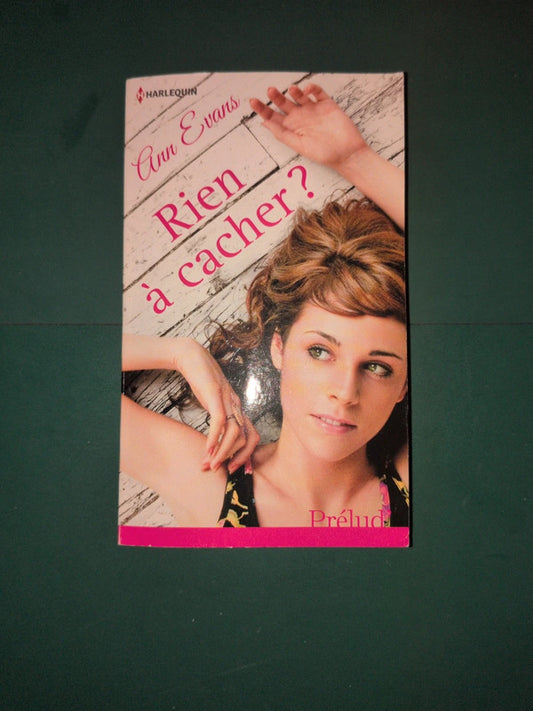 HARLEQUIN
Ann Evans
Rien
à cacher ?
Prélud